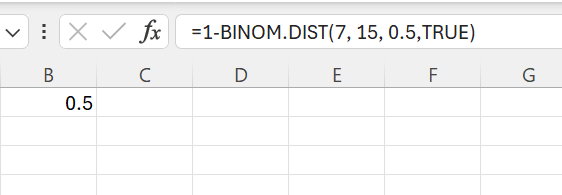 fx =1-BINOM.DIST(7, 15, 0.5,TRUE)
B C D E F G
0.5